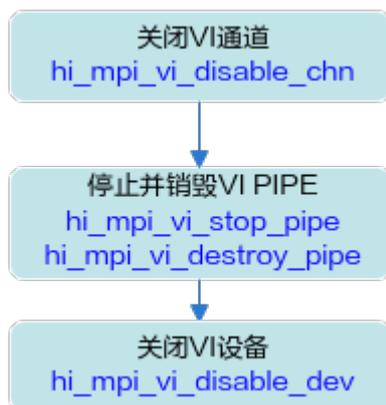 关闭VI通道
hi_mpi_vi_disable_chn
停止并销毁VI PIPE
hi_mpi_vi_stop_pipe
hi_mpi_vi_destroy_pipe
关闭VI设备
hi_mpi_vi_disable_dev